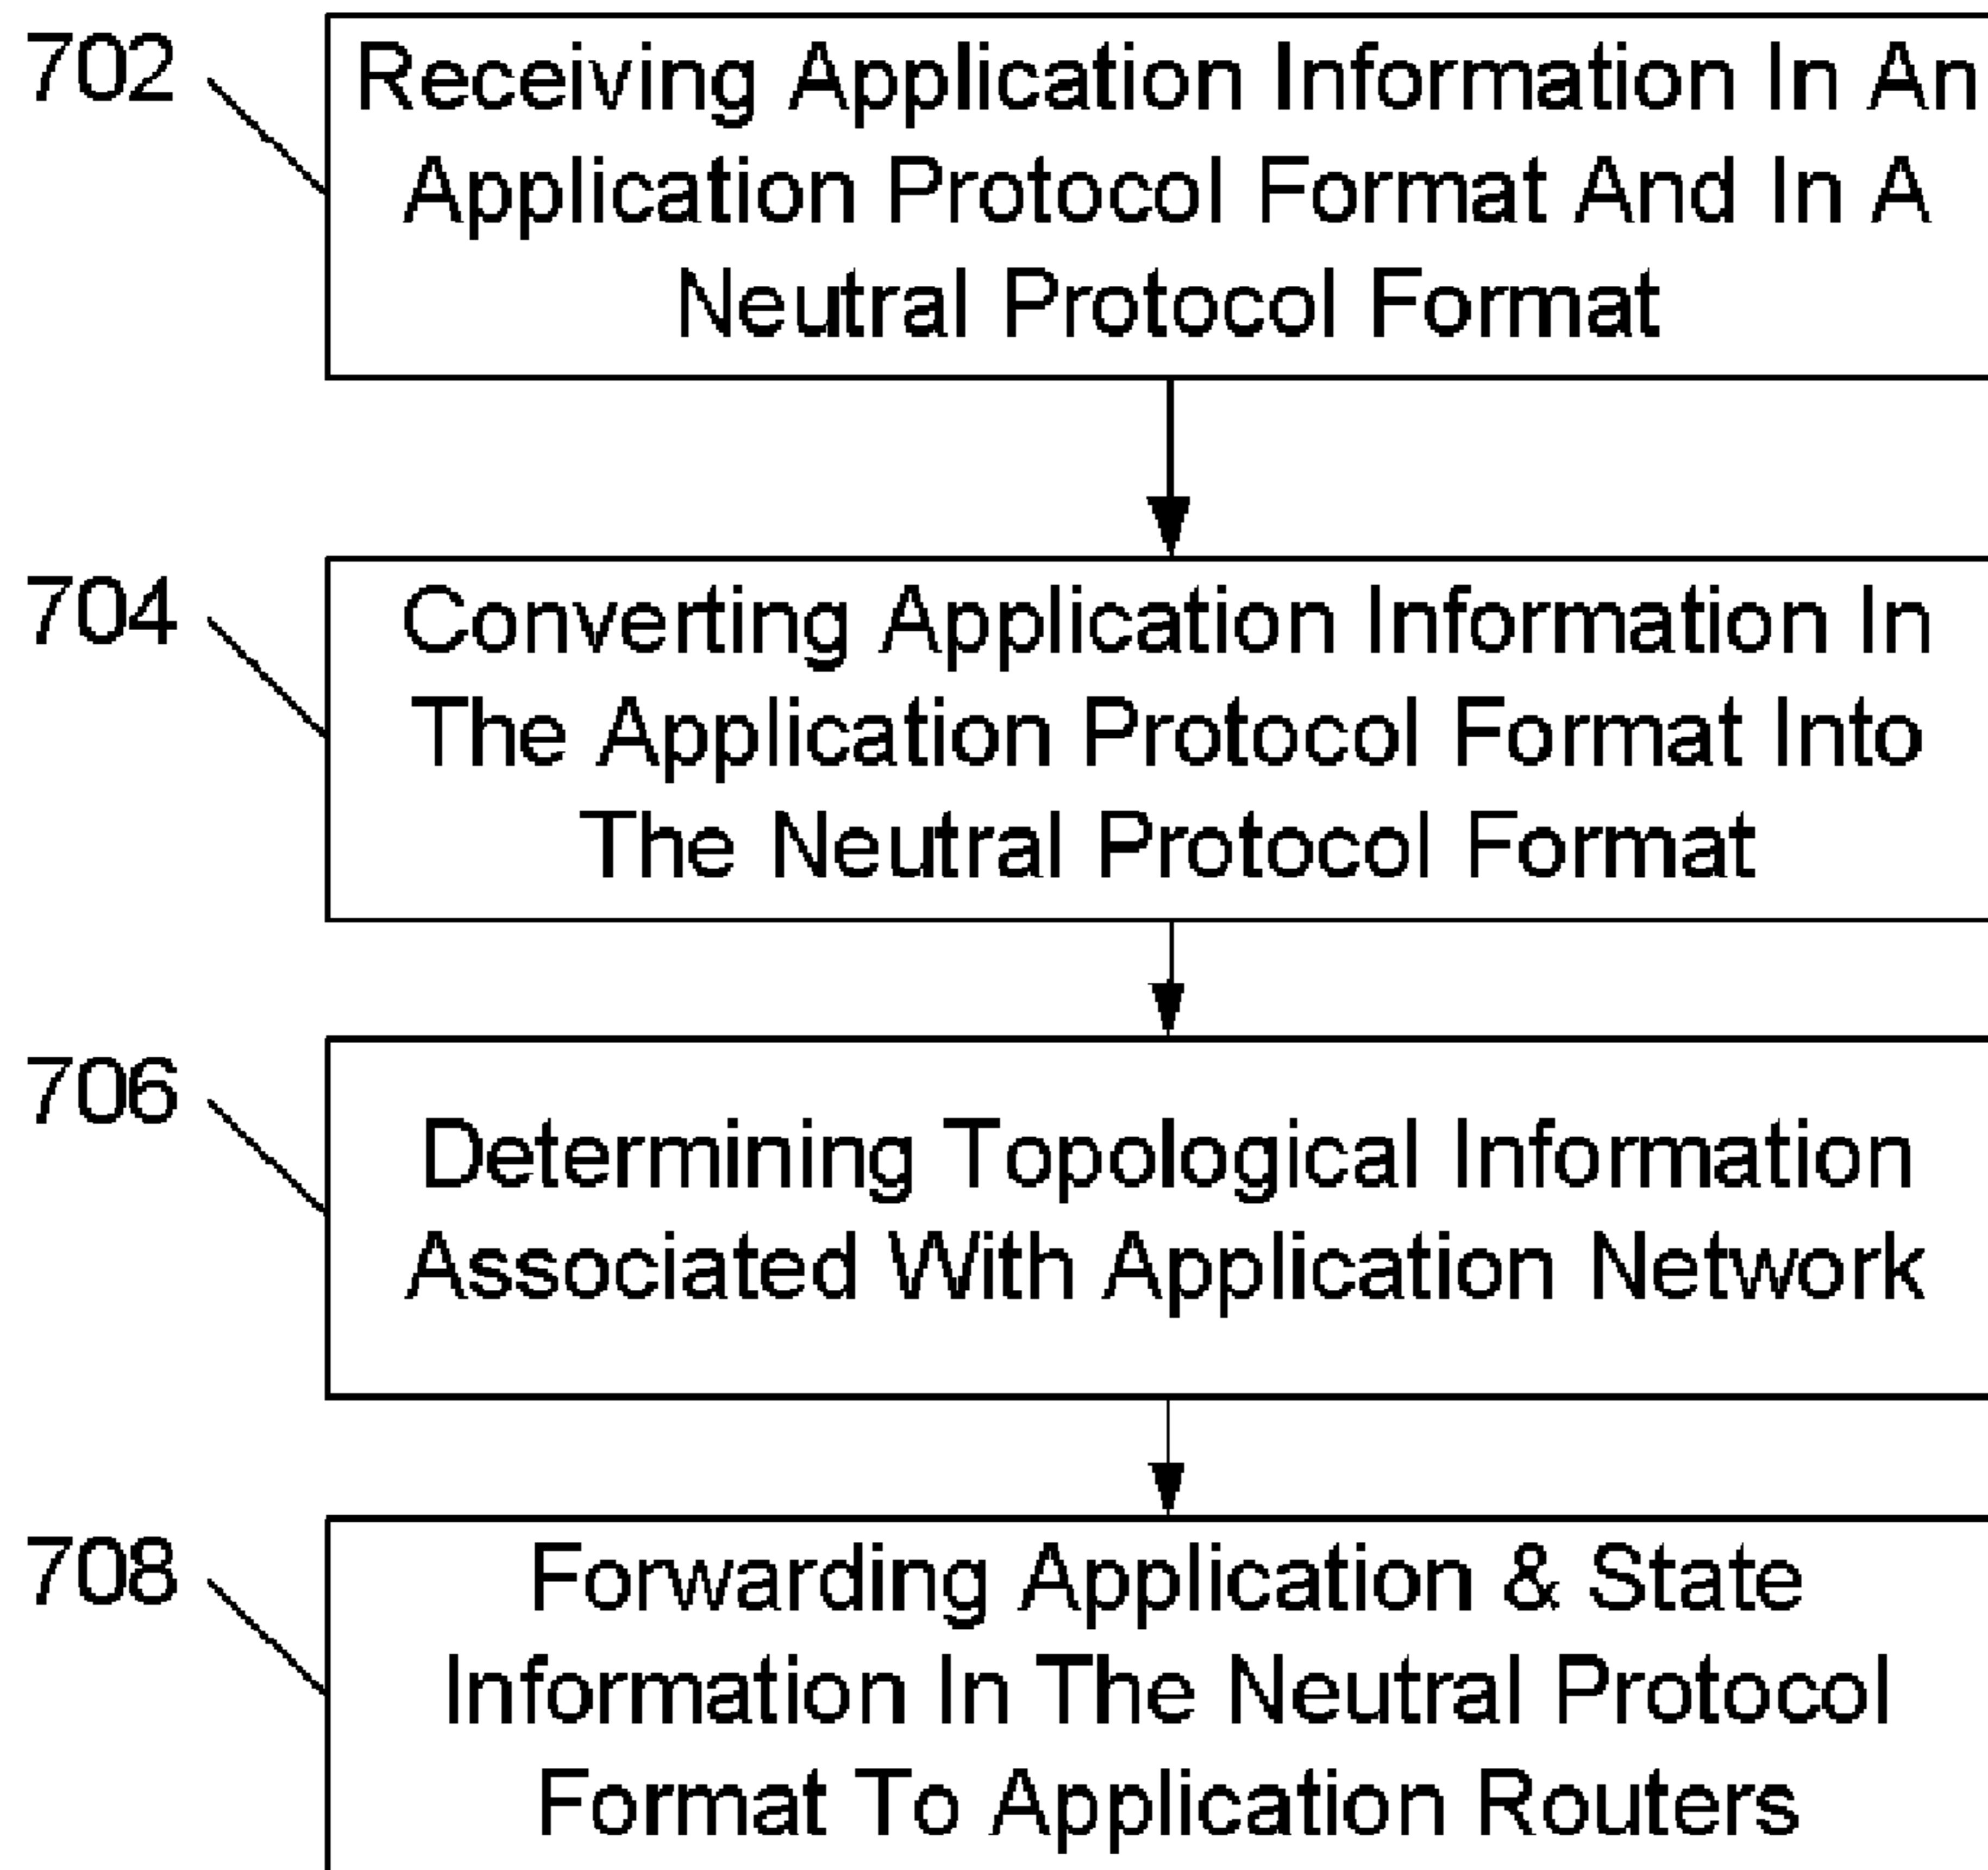 702
Receiving Application Information In An
Application Protocol Format And In A
Neutral Protocol Format
704
Converting Application Information In
The Application Protocol Format Into
The Neutral Protocol Format
706
Determining Topological Information
Associated With Application Network
708
Forwarding Application & State
Information In The Neutral Protocol
Format To Application Routers